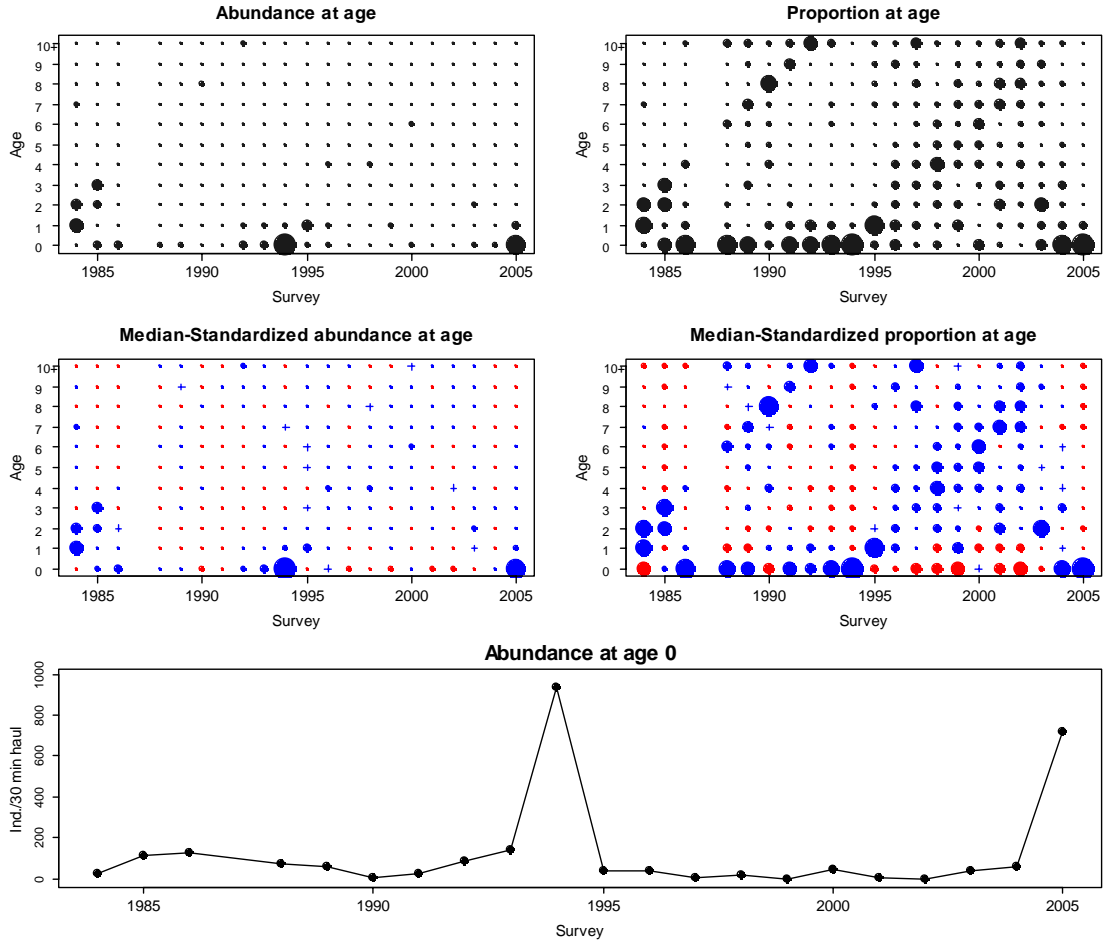 Abundance at age
Age
10+
9
8
7
6
5
4
3
2
1
0
1985 1990 1995 2000 2005
Survey
Proportion at age
Age
10+
9
8
7
6
5
4
3
2
1
0
1985 1990 1995 2000 2005
Survey
Median-Standardized abundance at age
Age
10+
9
8
7
6
5
4
3
2
1
0
1985 1990 1995 2000 2005
Survey
Median-Standardized proportion at age
Age
10+
9
8
7
6
5
4
3
2
1
0
1985 1990 1995 2000 2005
Survey
Abundance at age 0
Ind./30 min haul
1000
800
600
400
200
0
1985 1990 1995 2000 2005
Survey